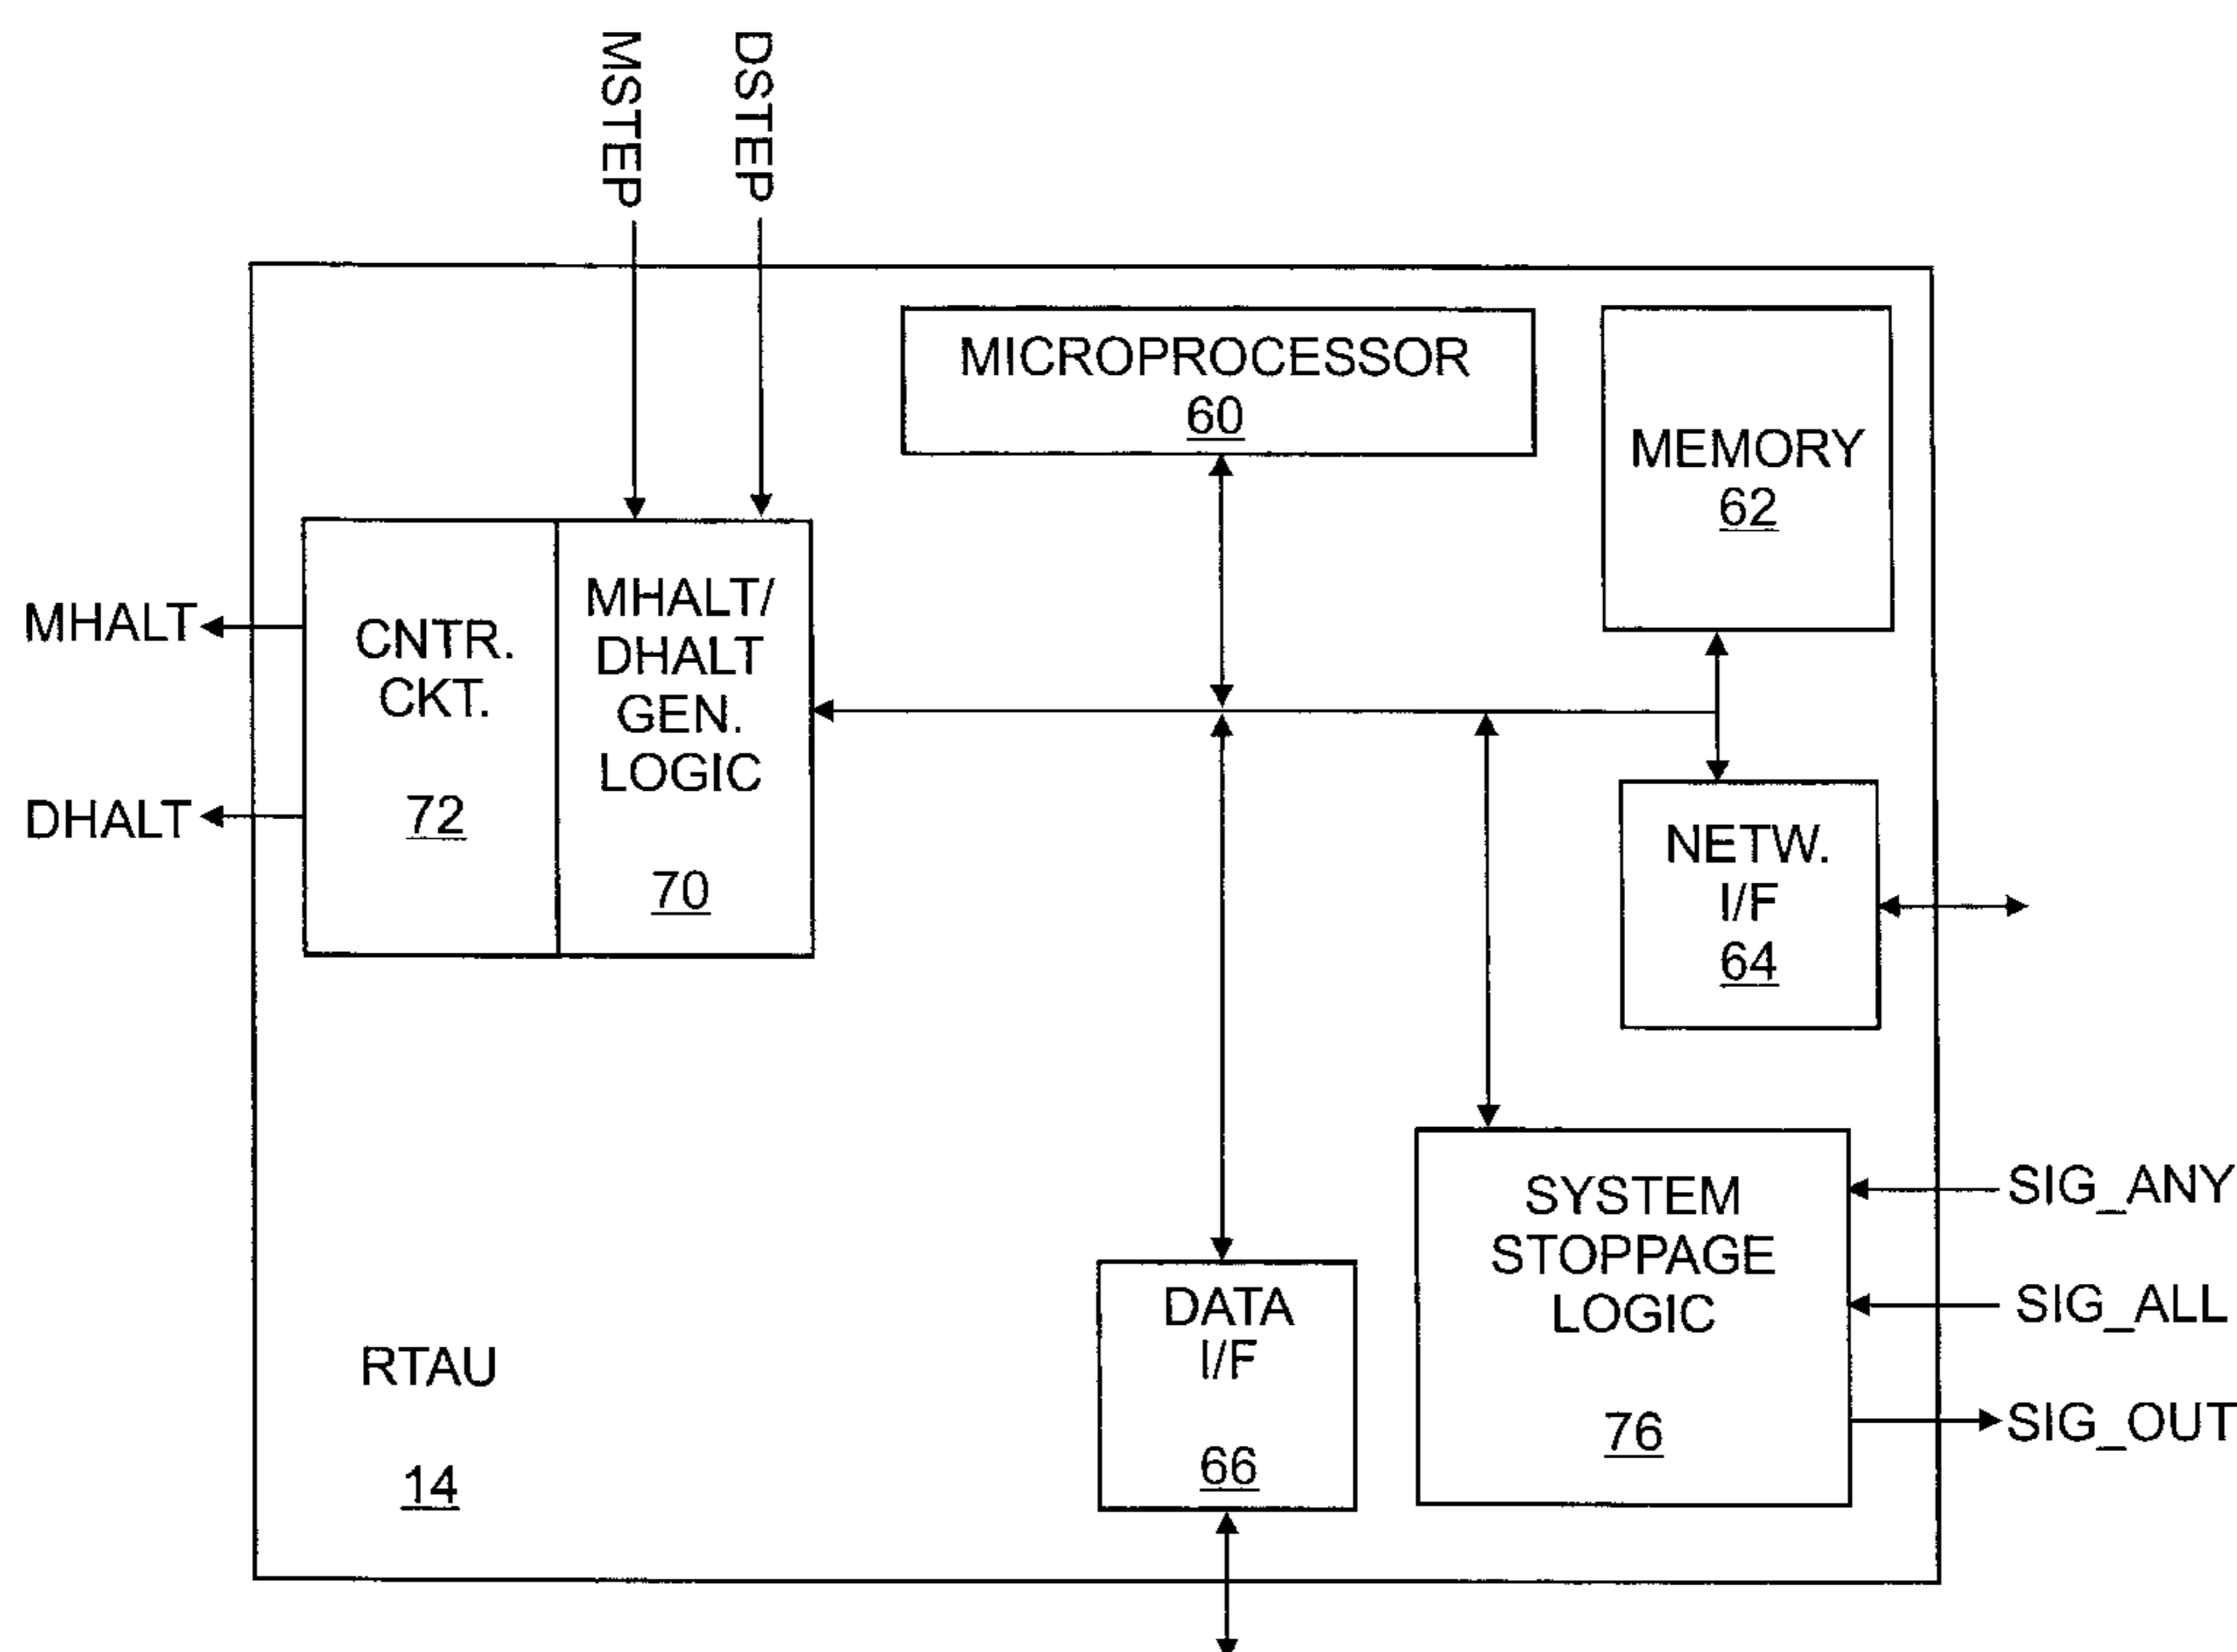 MSTEP
DSTEP
MICROPROCESSOR
60
MEMORY
62
MHALT
DHALT
CNTR.
CKT.
72
MHALT/
DHALT
GEN.
LOGIC
70
NETW.
I/F
64
SYSTEM
STOPPAGE
LOGIC
76
SIG_ANY
SIG_ALL
SIG_OUT
DATA
I/F
66
RTAU
14